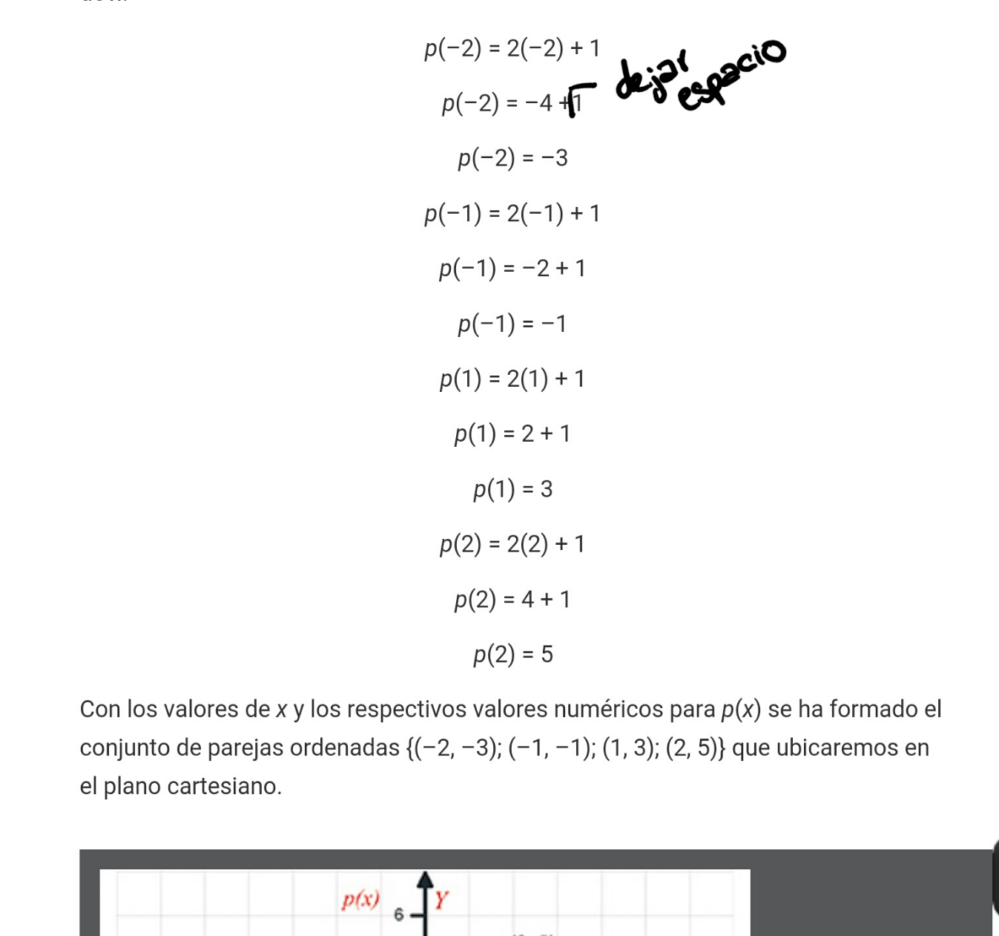 p(−2) = 2(−2) + 1
p(−2) = −4 +1
dejar
espacio
p(−2) = −3
p(−1) = 2(−1) + 1
p(−1) = −2 + 1
p(−1) = −1
p(1) = 2(1) + 1
p(1) = 2 + 1
p(1) = 3
p(2) = 2(2) + 1
p(2) = 4 + 1
p(2) = 5
Con los valores de x y los respectivos valores numéricos para p(x) se ha formado el
conjunto de parejas ordenadas {(−2, −3); (−1, −1); (1, 3); (2, 5)} que ubicaremos en
el plano cartesiano.
p(x) Y
6